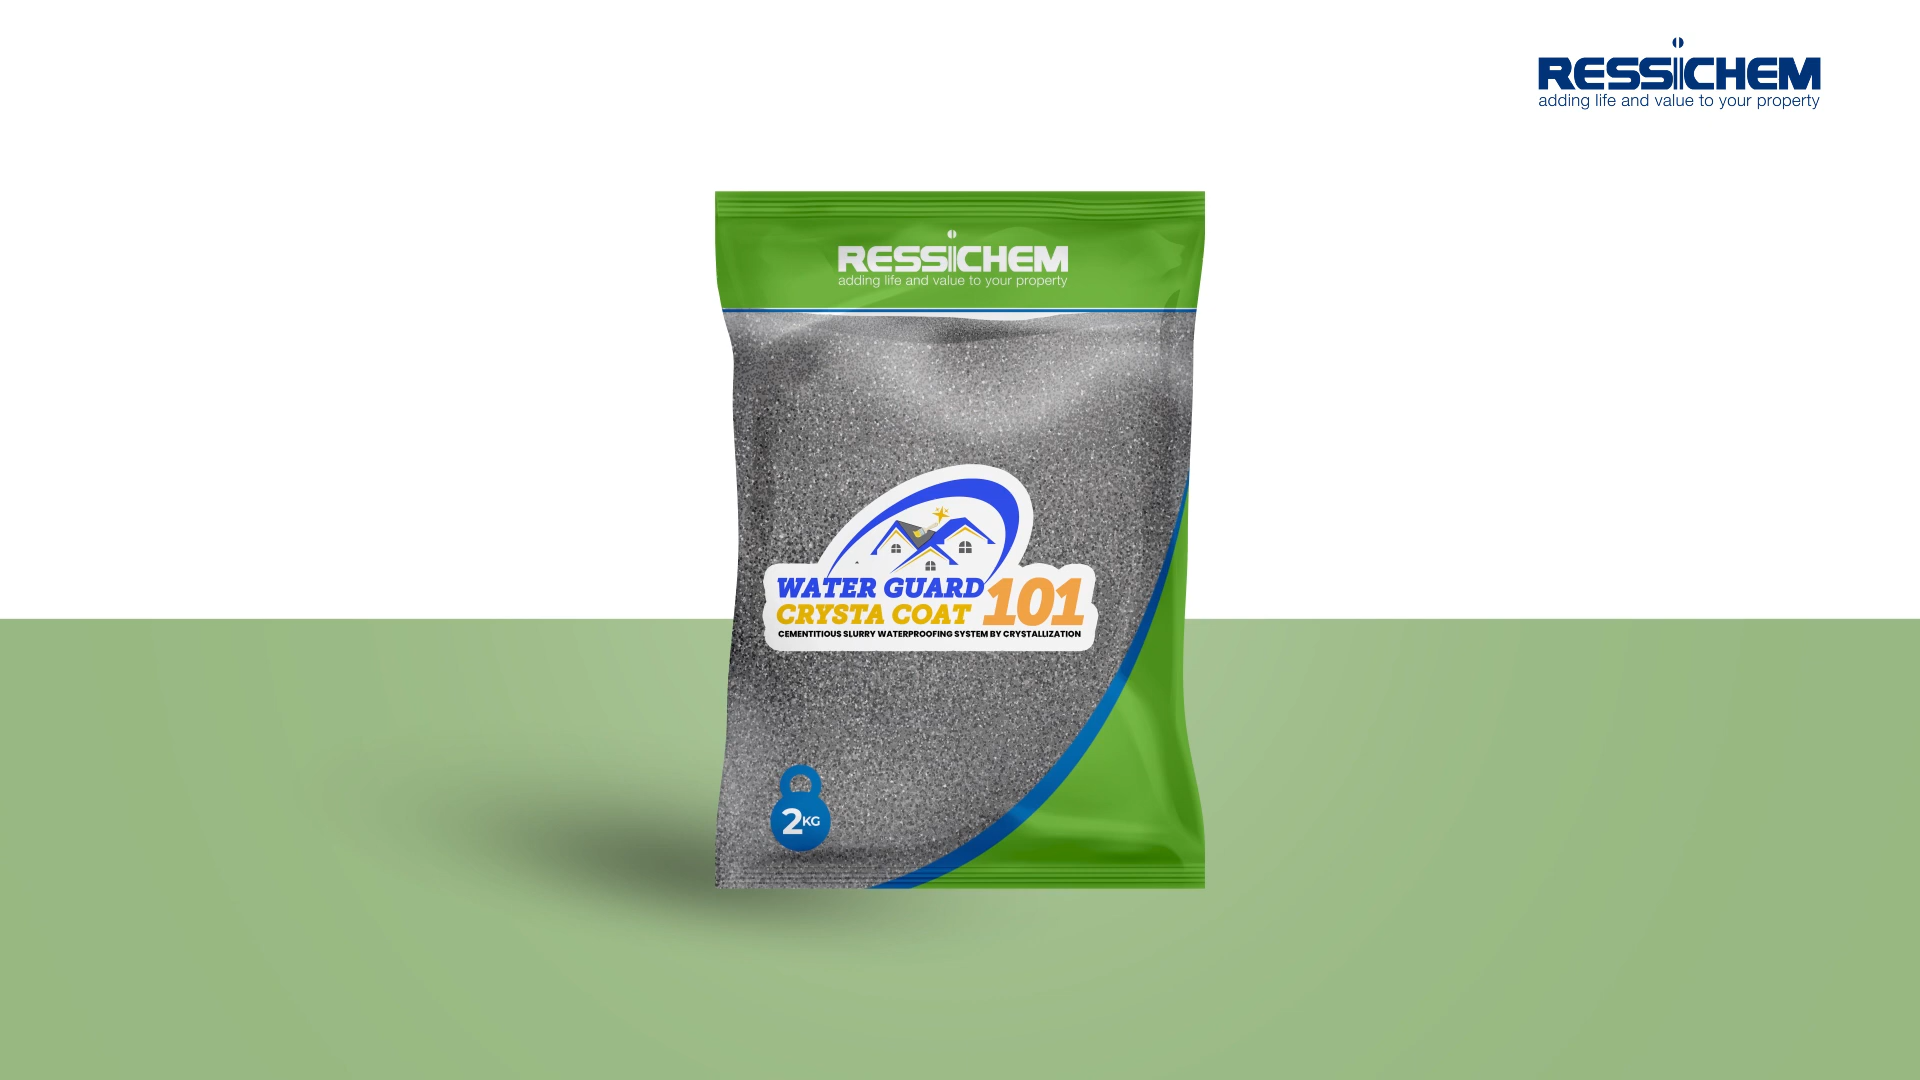 RESSICHEM
adding life and value to your property
RESSICHEM
adding life and value to your property
WATER GUARD
CRYSTA COAT 101
CEMENTITIOUS SLURRY WATERPROOFING SYSTEM BY CRYSTALLIZATION
2KG